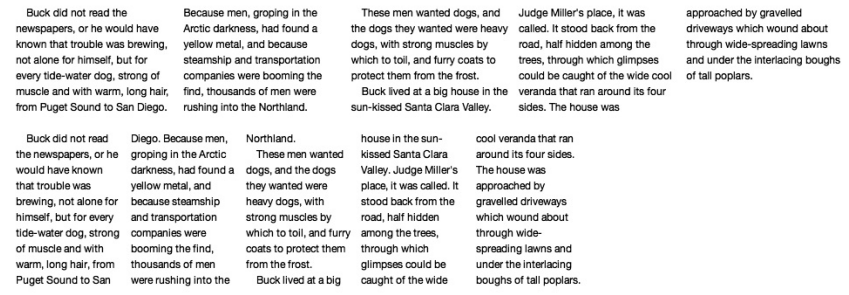 Buck did not read the
newspapers, or he would have
known that trouble was brewing,
not alone for himself, but for
every tide-water dog, strong of
muscle and with warm, long hair,
from Puget Sound to San Diego.
Because men, groping in the
Arctic darkness, had found a
yellow metal, and because
steamship and transportation
companies were booming the
find, thousands of men were
rushing into the Northland.
These men wanted dogs, and
the dogs they wanted were heavy
dogs, with strong muscles by
which to toil, and furry coats to
protect them from the frost.
Buck lived at a big house in the
sun-kissed Santa Clara Valley.
Judge Miller's place, it was
called. It stood back from the
road, half hidden among the
trees, through which glimpses
could be caught of the wide cool
veranda that ran around its four
sides. The house was
approached by gravelled
driveways which wound about
through wide-spreading lawns
and under the interlacing boughs
of tall poplars.
Buck did not read
the newspapers, or he
would have known
that trouble was
brewing, not alone for
himself, but for every
tide-water dog, strong
of muscle and with
warm, long hair, from
Puget Sound to San
Diego. Because men,
groping in the Arctic
darkness, had found a
yellow metal, and
because steamship
and transportation
companies were
booming the find,
thousands of men
were rushing into the
Northland.
These men wanted
dogs, and the dogs
they wanted were
heavy dogs, with
strong muscles by
which to toil, and furry
coats to protect them
from the frost.
Buck lived at a big
house in the sun-
kissed Santa Clara
Valley. Judge Miller's
place, it was called. It
stood back from the
road, half hidden
among the trees,
through which
glimpses could be
caught of the wide
cool veranda that ran
around its four sides.
The house was
approached by
gravelled driveways
which wound about
through wide-
spreading lawns and
under the interlacing
boughs of tall poplars.